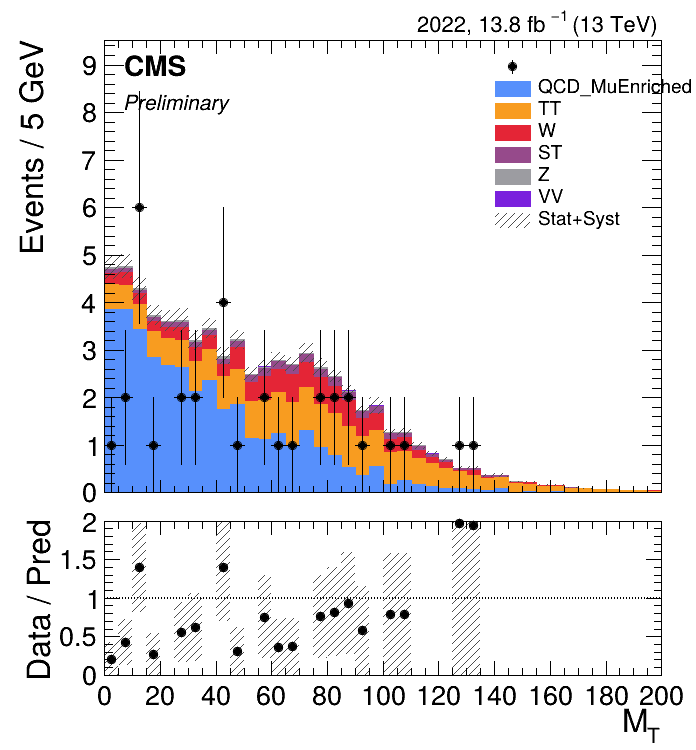 2022, 13.8 fb⁻¹ (13 TeV)
CMS
Preliminary
Events / 5 GeV
9
8
7
6
5
4
3
2
1
0
QCD_MuEnriched
TT
W
ST
Z
VV
Stat+Syst
Data / Pred
2
1.5
1
0.5
0
0 20 40 60 80 100 120 140 160 180 200
M_T